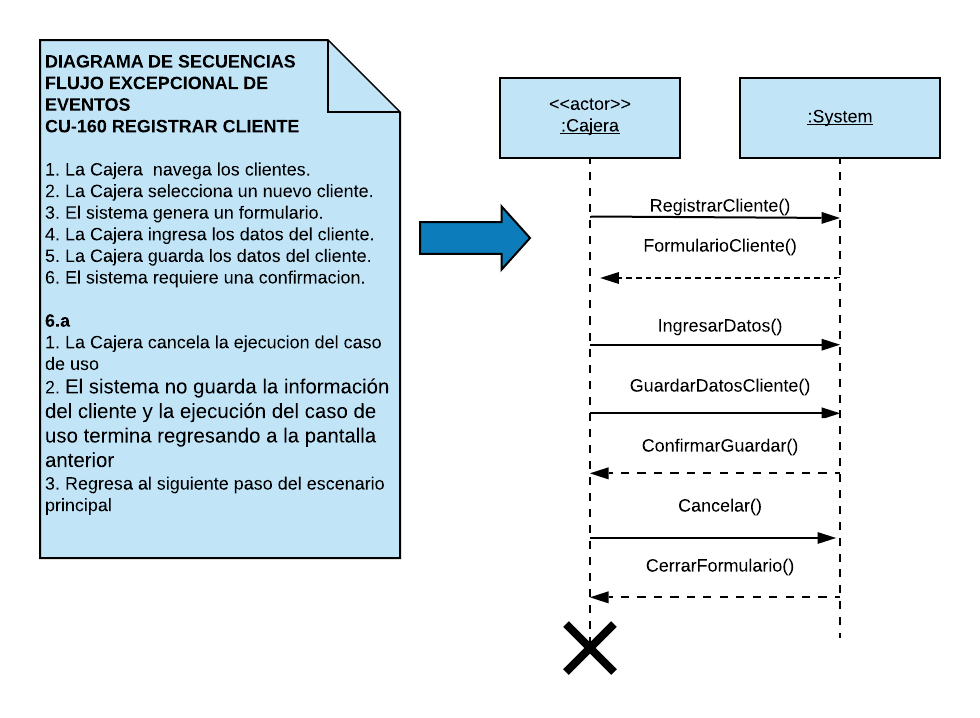 DIAGRAMA DE SECUENCIAS
FLUJO EXCEPCIONAL DE
EVENTOS
CU-160 REGISTRAR CLIENTE
1. La Cajera  navega los clientes.
2. La Cajera selecciona un nuevo cliente.
3. El sistema genera un formulario.
4. La Cajera ingresa los datos del cliente.
5. La Cajera guarda los datos del cliente.
6. El sistema requiere una confirmacion.
6.a
1. La Cajera cancela la ejecucion del caso
de uso
2. El sistema no guarda la información
del cliente y la ejecución del caso de
uso termina regresando a la pantalla
anterior
3. Regresa al siguiente paso del escenario
principal
<<actor>>
:Cajera
:System
RegistrarCliente()
FormularioCliente()
IngresarDatos()
GuardarDatosCliente()
ConfirmarGuardar()
Cancelar()
CerrarFormulario()